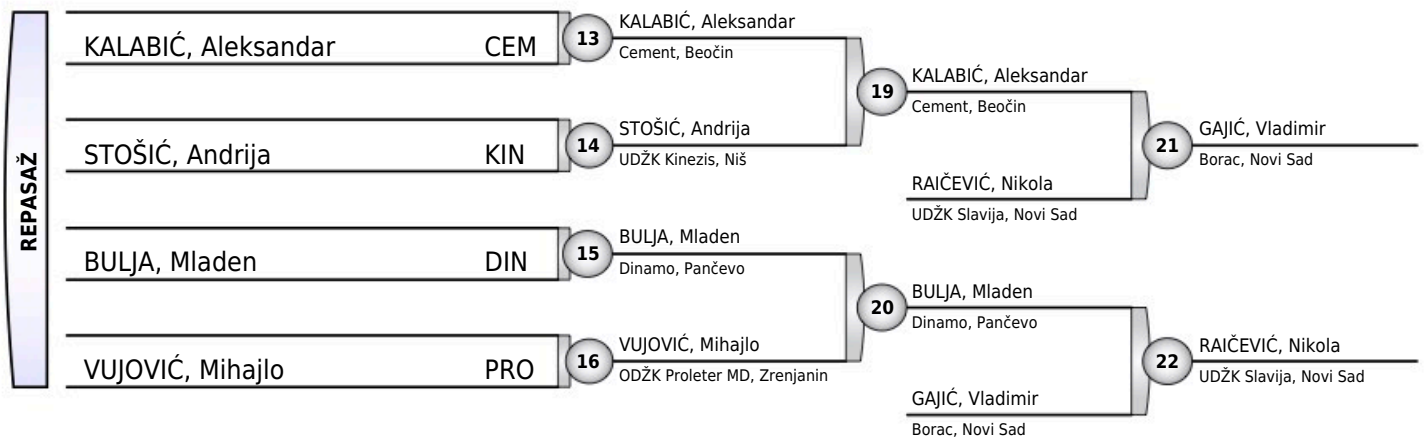 REPASAŽ
KALABIĆ, Aleksandar CEM
STOŠIĆ, Andrija KIN
BULJA, Mladen DIN
VUJOVIĆ, Mihajlo PRO
13
KALABIĆ, Aleksandar
Cement, Beočin
14
STOŠIĆ, Andrija
UDŽK Kinezis, Niš
15
BULJA, Mladen
Dinamo, Pančevo
16
VUJOVIĆ, Mihajlo
ODŽK Proleter MD, Zrenjanin
19
KALABIĆ, Aleksandar
Cement, Beočin
RAIČEVIĆ, Nikola
UDŽK Slavija, Novi Sad
20
BULJA, Mladen
Dinamo, Pančevo
GAJIĆ, Vladimir
Borac, Novi Sad
21
GAJIĆ, Vladimir
Borac, Novi Sad
22
RAIČEVIĆ, Nikola
UDŽK Slavija, Novi Sad